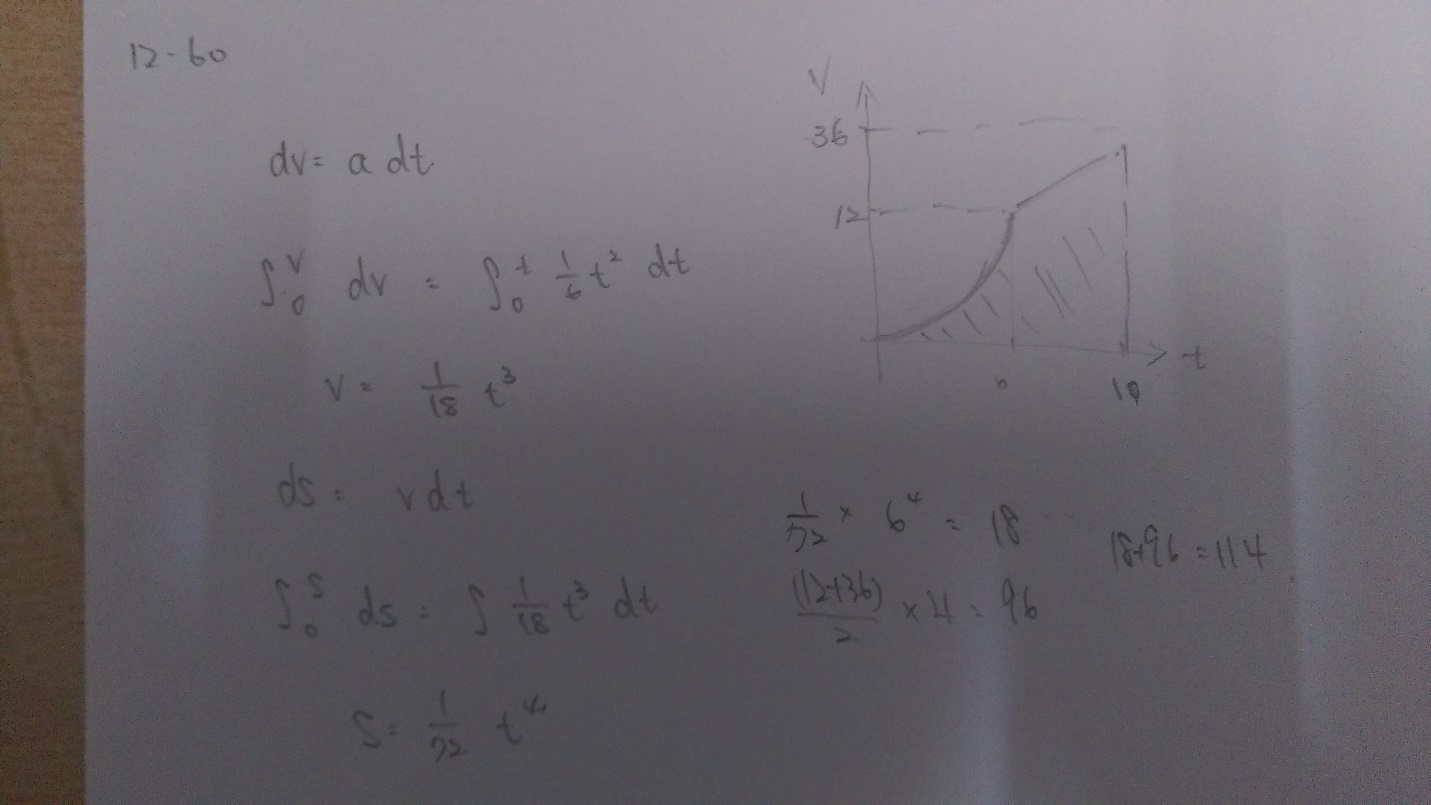 12-60
dv = a dt
∫₀ᵛ dv = ∫₀ᵗ 1/6 t² dt
v = 1/18 t³
ds = v dt
∫₀ˢ ds = ∫ 1/18 t³ dt
S = 1/72 t⁴
V
36
12
t
6
10
1/72 × 6⁴ = 18
(12+36)/2 × 4 = 96
18+96 = 114